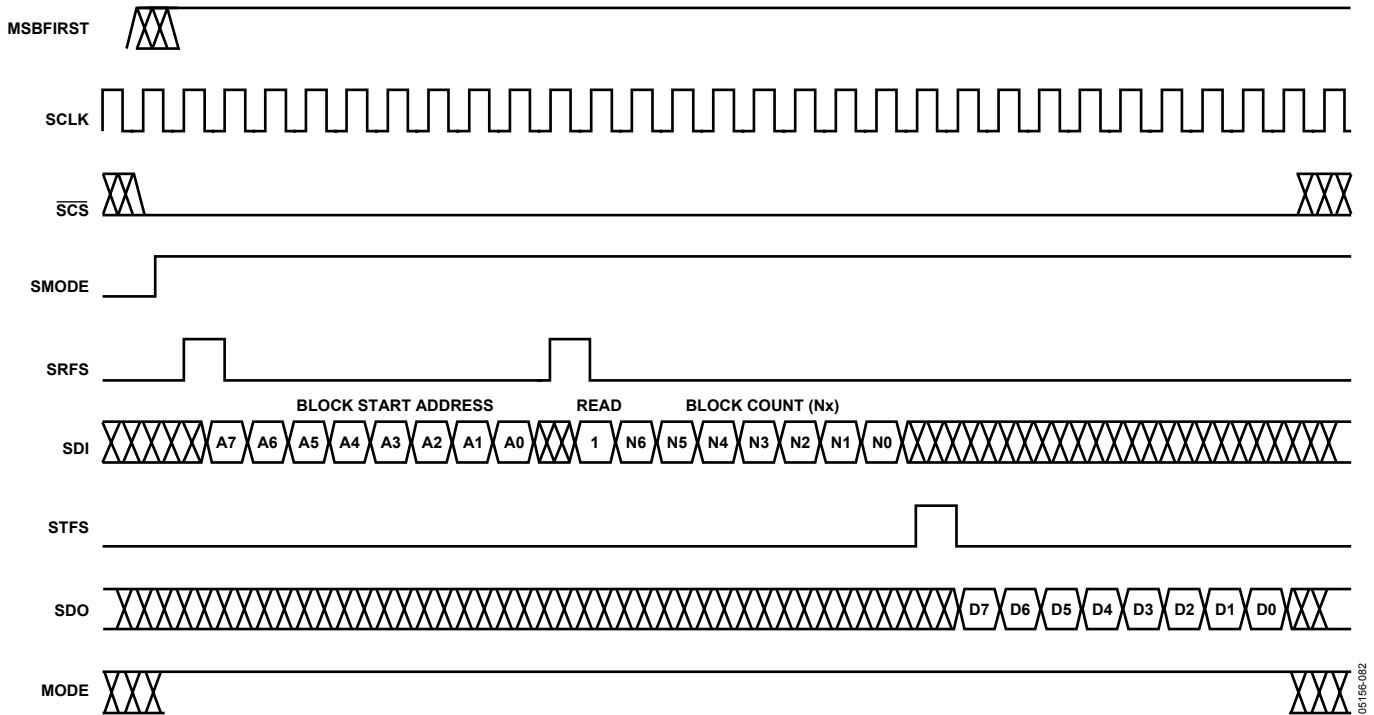 MSBFIRST
SCLK
SCS
SMODE
SRFS
BLOCK START ADDRESS READ BLOCK COUNT (Nx)
SDI A7 A6 A5 A4 A3 A2 A1 A0 1 N6 N5 N4 N3 N2 N1 N0
STFS
SDO D7 D6 D5 D4 D3 D2 D1 D0
MODE
05156-082